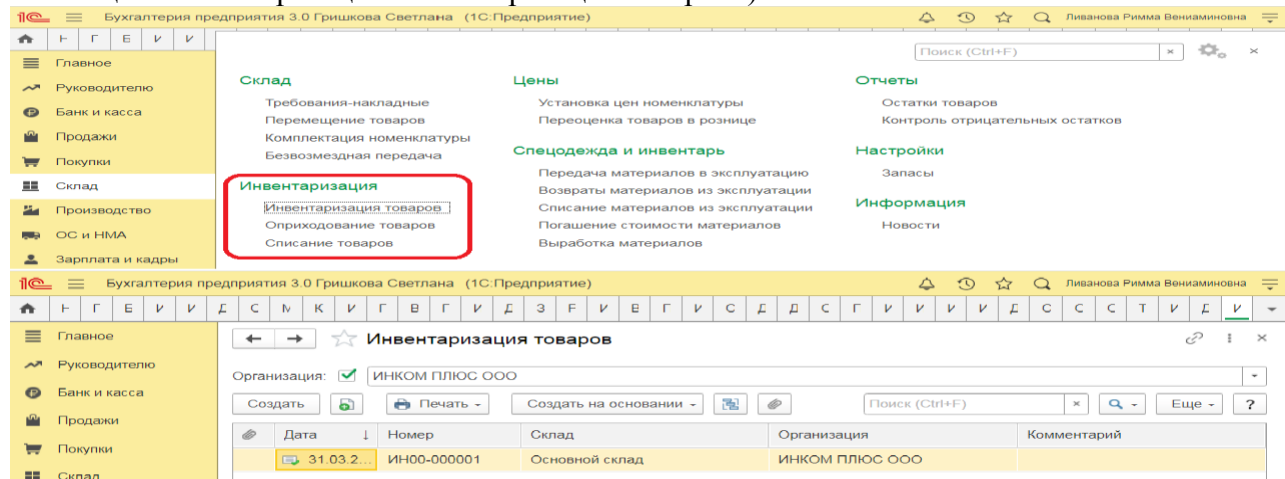 Бухгалтерия предприятия 3.0 Гришкова Светлана (1С:Предприятие) Ливанова Римма Вениаминовна
Н Г Е И И
Поиск (Ctrl+F)
Главное
Руководителю
Банк и касса
Продажи
Покупки
Склад
Производство
ОС и НМА
Зарплата и кадры
Склад
Требования-накладные
Перемещение товаров
Комплектация номенклатуры
Безвозмездная передача
Инвентаризация
Инвентаризация товаров
Оприходование товаров
Списание товаров
Цены
Установка цен номенклатуры
Переоценка товаров в рознице
Спецодежда и инвентарь
Передача материалов в эксплуатацию
Возвраты материалов из эксплуатации
Списание материалов из эксплуатации
Погашение стоимости материалов
Выработка материалов
Отчеты
Остатки товаров
Контроль отрицательных остатков
Настройки
Запасы
Информация
Новости
Бухгалтерия предприятия 3.0 Гришкова Светлана (1С:Предприятие) Ливанова Римма Вениаминовна
Главное
Руководителю
Банк и касса
Продажи
Покупки
Склад
Инвентаризация товаров
Организация: ИНКОМ ПЛЮС ООО
Создать Печать Создать на основании Поиск (Ctrl+F) Еще ?
Дата ↓ Номер Склад Организация Комментарий
31.03.2... ИН00-000001 Основной склад ИНКОМ ПЛЮС ООО